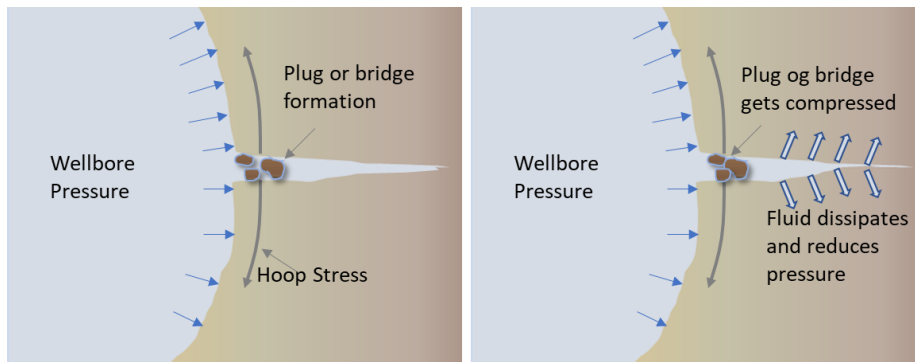 Plug or bridge
formation
Wellbore
Pressure
Hoop Stress
Plug og bridge
gets compressed
Wellbore
Pressure
Fluid dissipates
and reduces
pressure